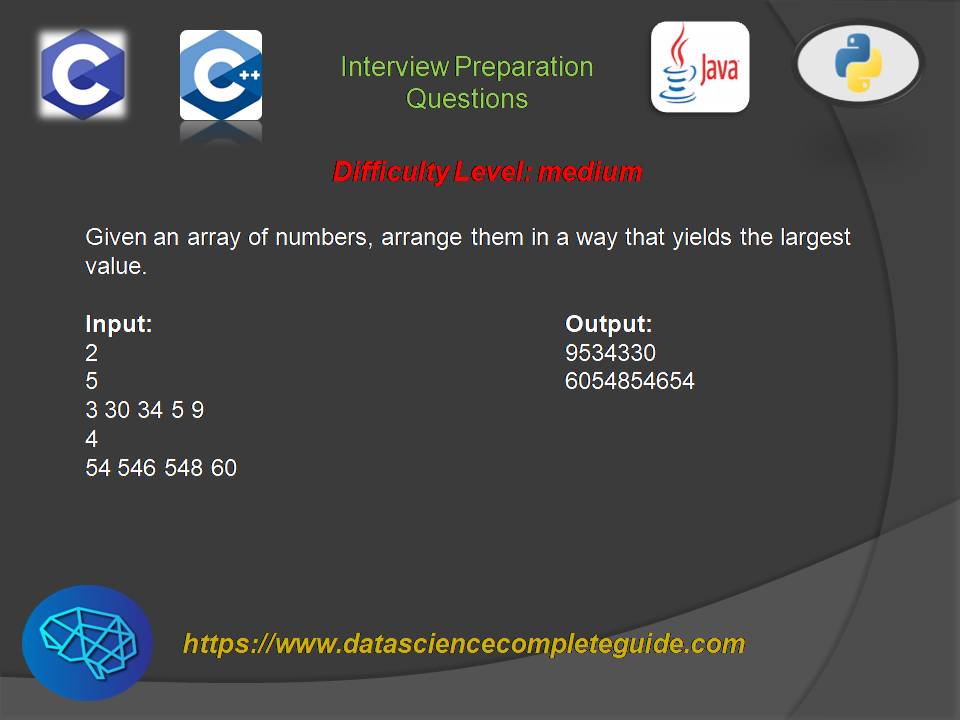 C
C++
Interview Preparation
Questions
Java
Difficulty Level: medium
Given an array of numbers, arrange them in a way that yields the largest
value.
Input:
2
5
3 30 34 5 9
4
54 546 548 60
Output:
9534330
6054854654
https://www.datasciencecompleteguide.com